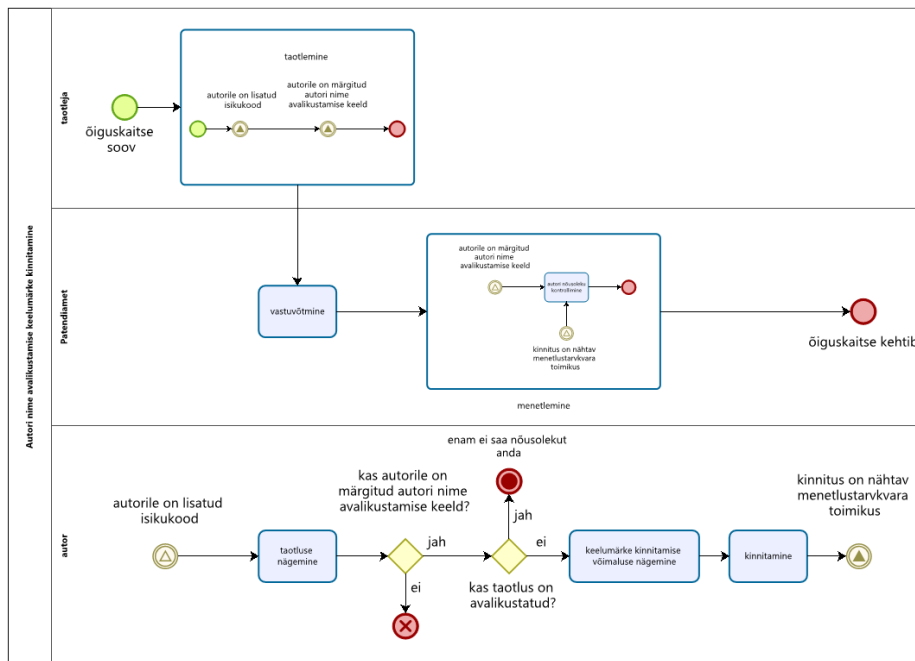 Autori nime avalikustamise keelumärke kinnitamine
taotleja
õiguskaitse
soov
taotlemine
autorile on lisatud
isikukood
autorile on märgitud
autori nime
avalikustamise keeld
Patendiamet
vastuvõtmine
autorile on märgitud
autori nime
avalikustamise keeld
autori nõusoleku
kontrollimine
kinnitus on nähtav
menetlustarvkvara
toimikus
menetlemine
õiguskaitse kehtib
autor
autorile on lisatud
isikukood
taotluse
nägemine
kas autorile on
märgitud autori nime
avalikustamise keeld?
jah
ei
enam ei saa nõusolekut
anda
jah
ei
kas taotlus on
avalikustatud?
keelumärke kinnitamise
võimaluse nägemine
kinnitamine
kinnitus on nähtav
menetlustarvkvara
toimikus